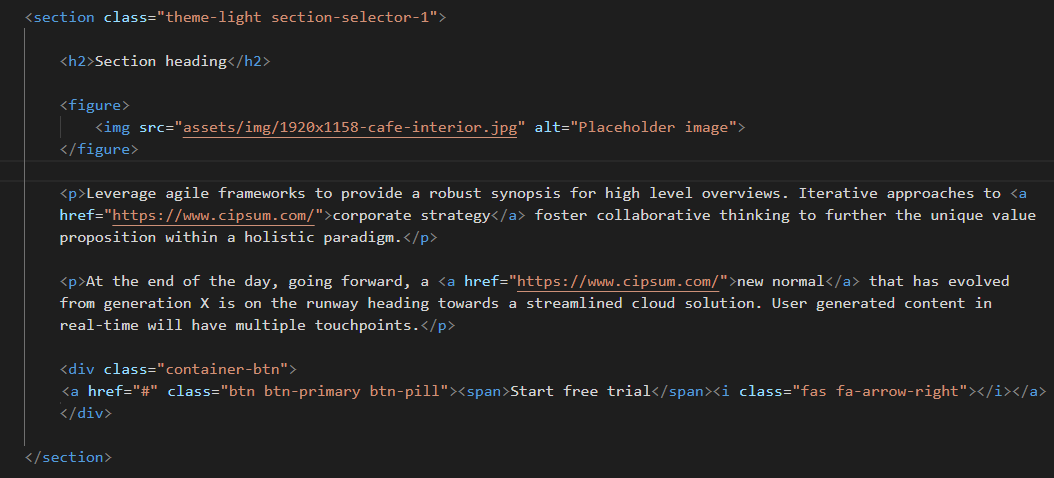 <section class="theme-light section-selector-1">
<h2>Section heading</h2>
<figure>
<img src="assets/img/1920x1158-cafe-interior.jpg" alt="Placeholder image">
</figure>
<p>Leverage agile frameworks to provide a robust synopsis for high level overviews. Iterative approaches to <a
href="https://www.cipsum.com/">corporate strategy</a> foster collaborative thinking to further the unique value
proposition within a holistic paradigm.</p>
<p>At the end of the day, going forward, a <a href="https://www.cipsum.com/">new normal</a> that has evolved
from generation X is on the runway heading towards a streamlined cloud solution. User generated content in
real-time will have multiple touchpoints.</p>
<div class="container-btn">
<a href="#" class="btn btn-primary btn-pill"><span>Start free trial</span><i class="fas fa-arrow-right"></i></a>
</div>
</section>